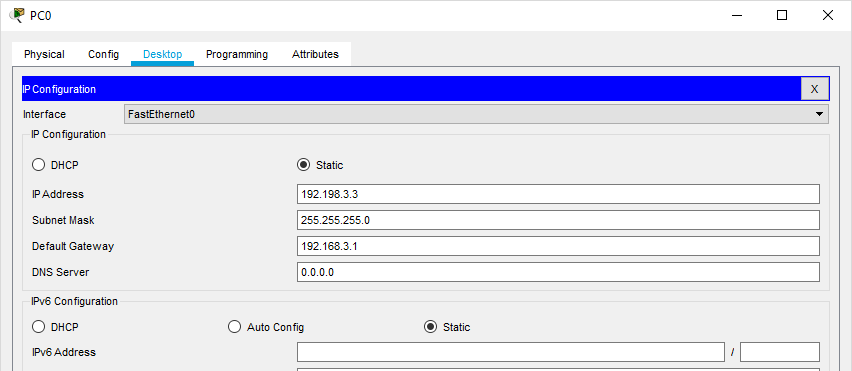 PC0
Physical Config Desktop Programming Attributes
IP Configuration X
Interface FastEthernet0
IP Configuration
DHCP Static
IP Address 192.198.3.3
Subnet Mask 255.255.255.0
Default Gateway 192.168.3.1
DNS Server 0.0.0.0
IPv6 Configuration
DHCP Auto Config Static
IPv6 Address /